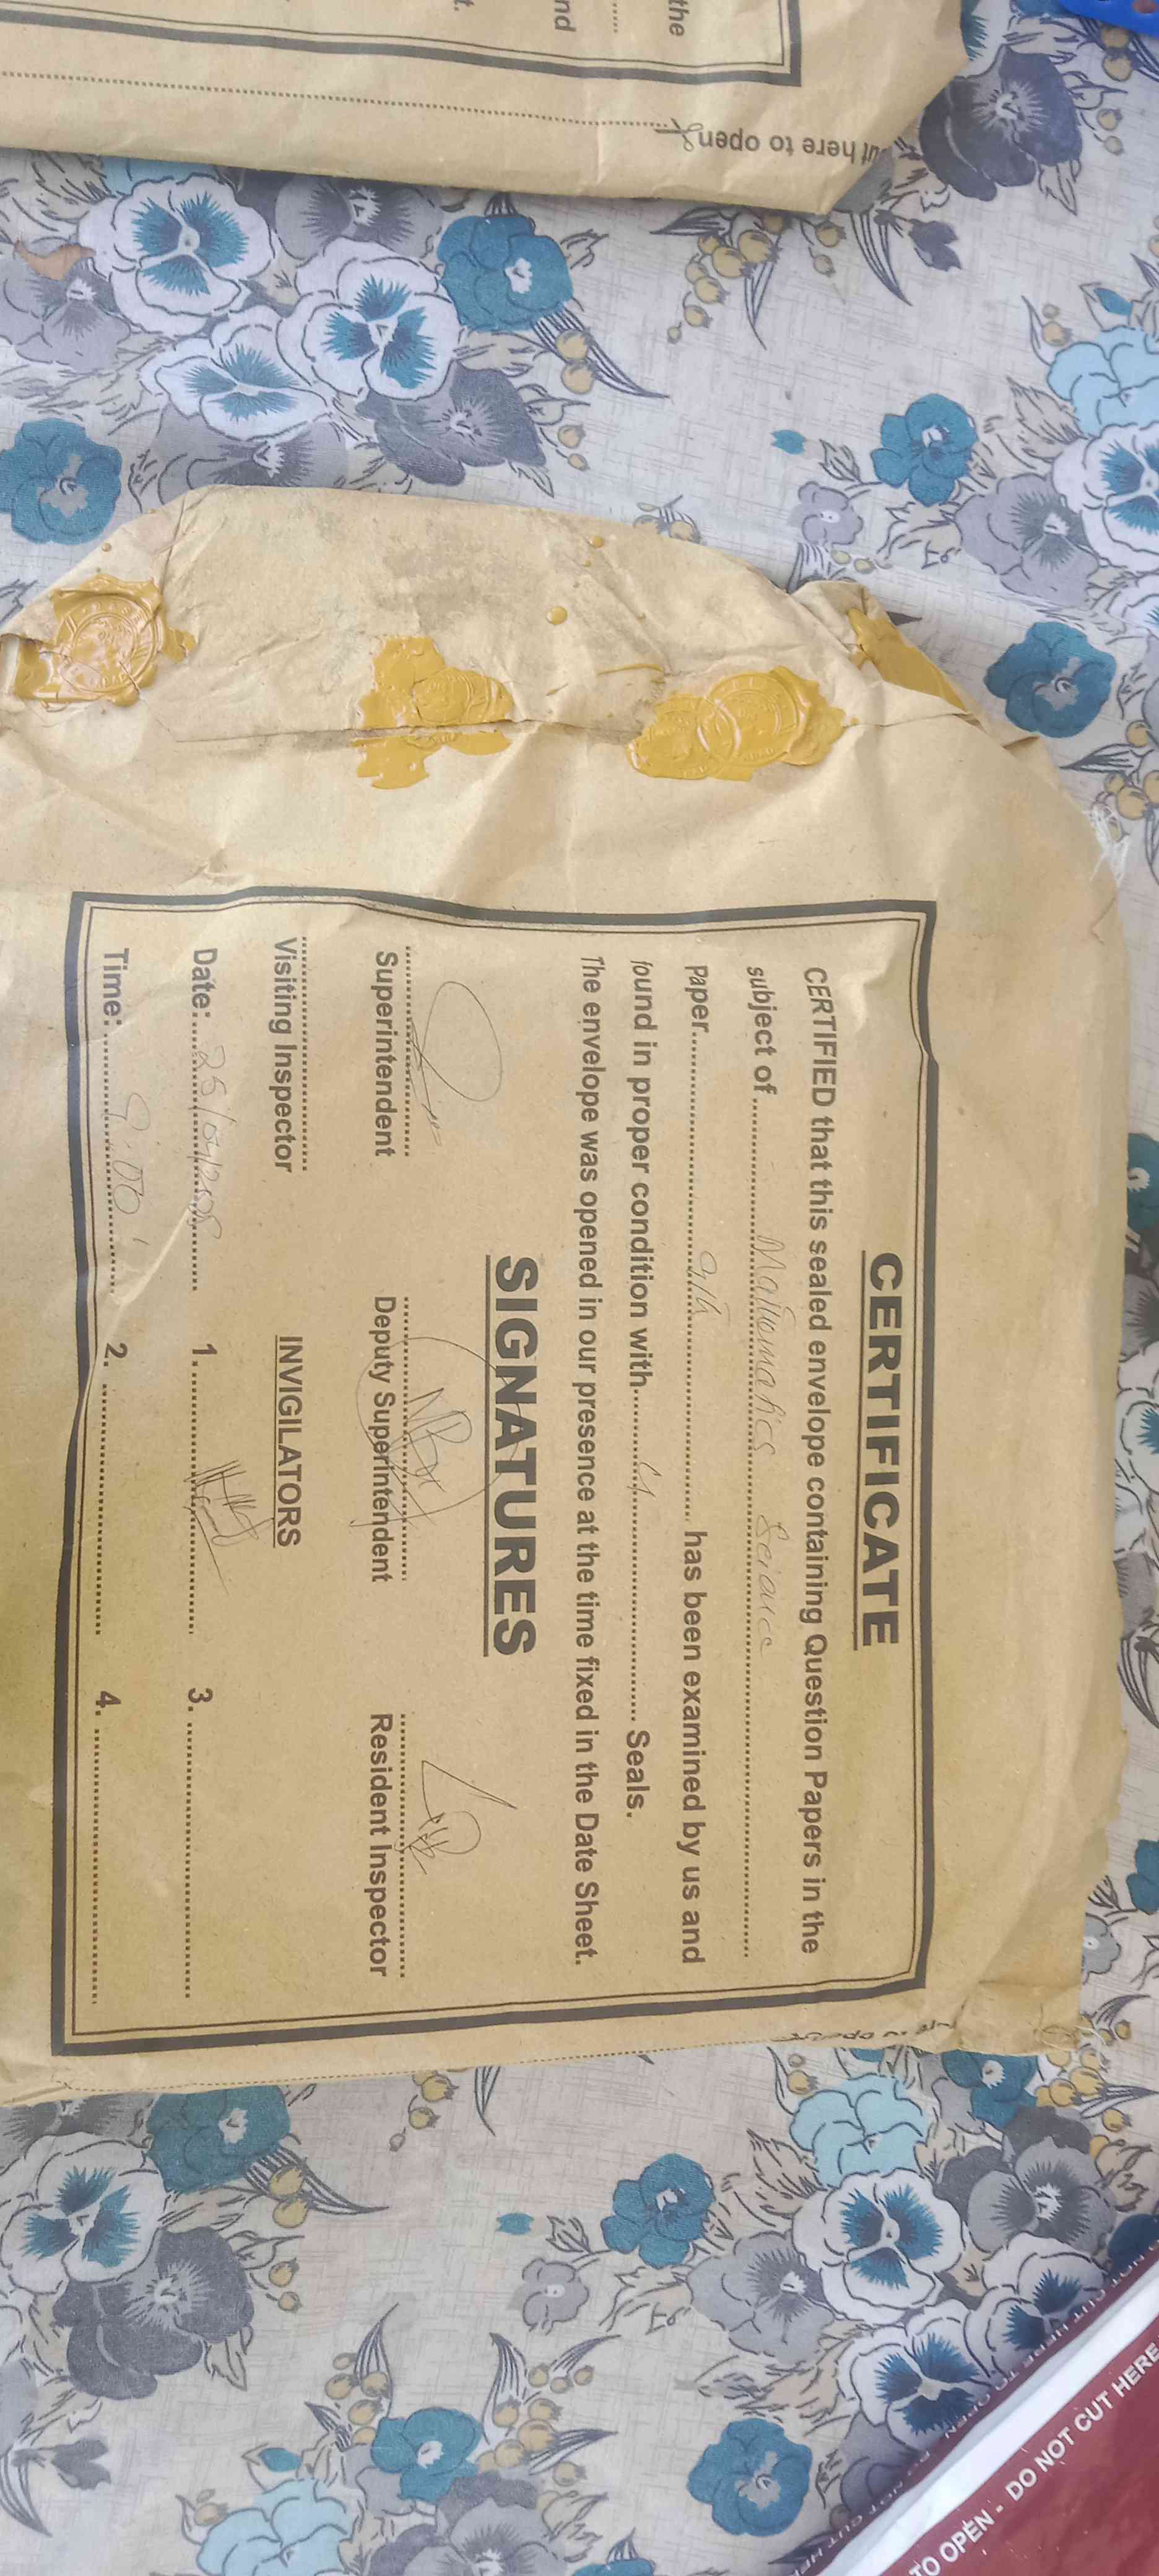 the
nd
t.
ut here to open
CERTIFICATE
CERTIFIED that this sealed envelope containing Question Papers in the
subject of.......Mathematics Science
Paper.......9th....... has been examined by us and
found in proper condition with.......Seals.
The envelope was opened in our presence at the time fixed in the Date Sheet.
SIGNATURES
Superintendent
Deputy Superintendent
Resident Inspector
Visiting Inspector
INVIGILATORS
Date:
1.
3.
Time: 9:00
2.
4.
TO OPEN - DO NOT CUT HERE